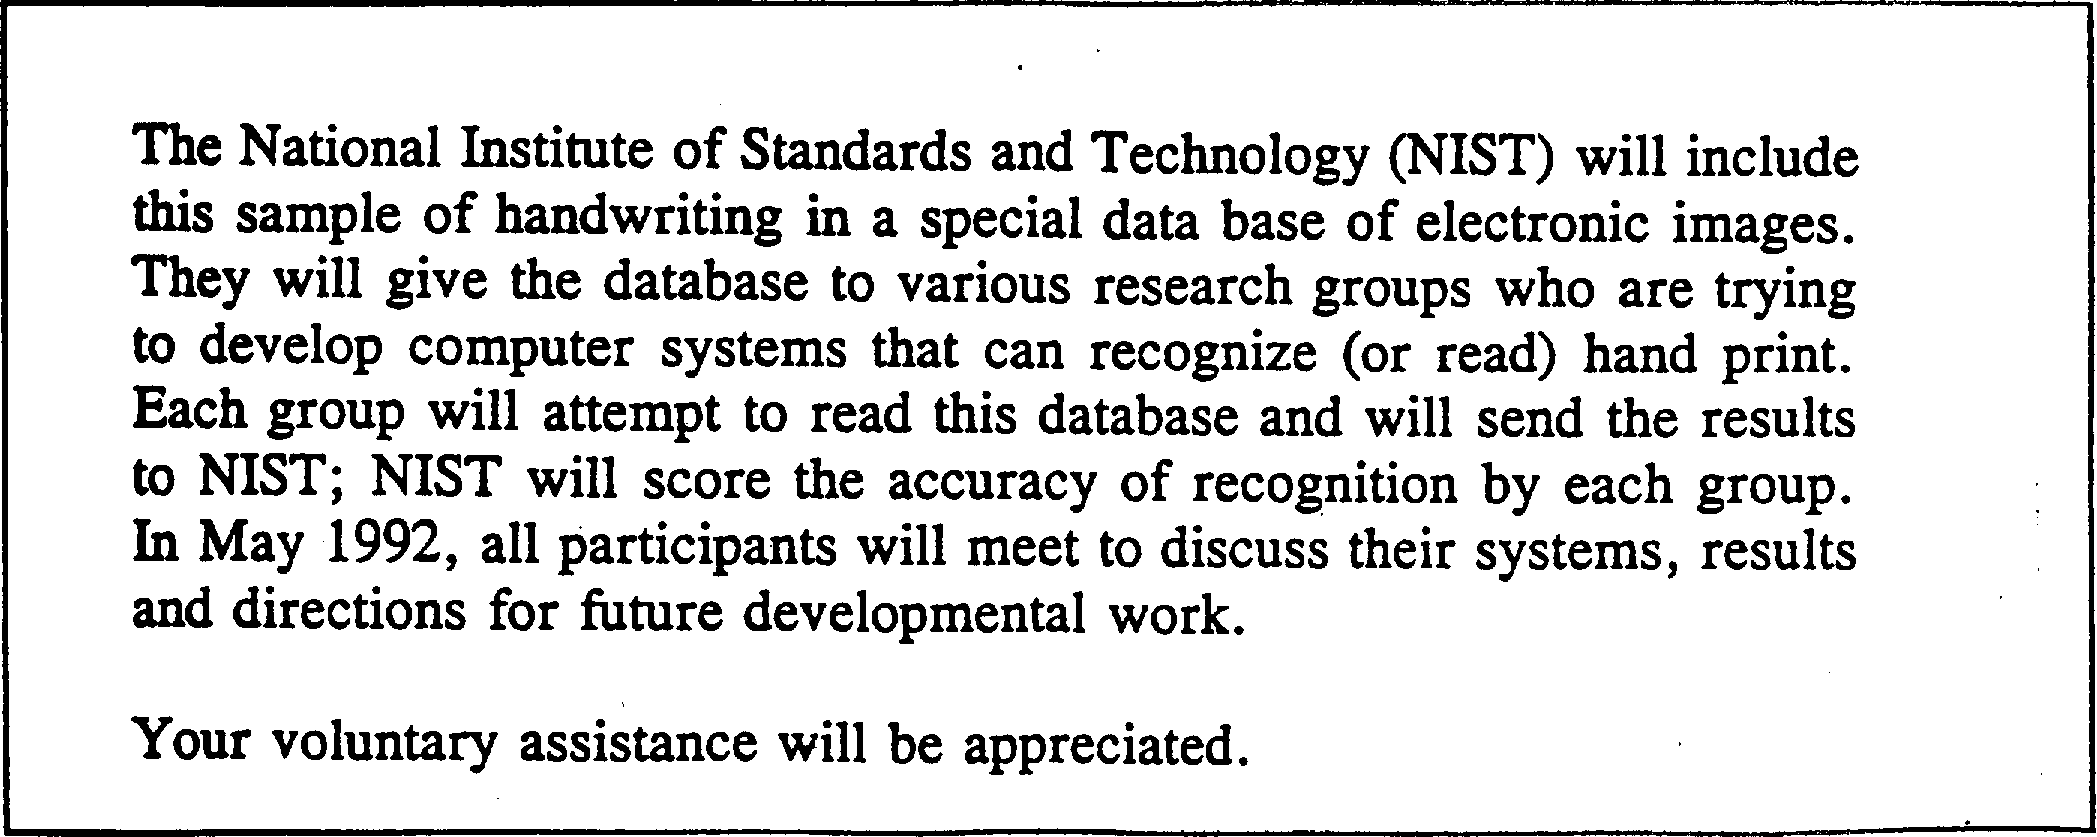 The National Institute of Standards and Technology (NIST) will include
this sample of handwriting in a special data base of electronic images.
They will give the database to various research groups who are trying
to develop computer systems that can recognize (or read) hand print.
Each group will attempt to read this database and will send the results
to NIST; NIST will score the accuracy of recognition by each group.
In May 1992, all participants will meet to discuss their systems, results
and directions for future developmental work.
Your voluntary assistance will be appreciated.